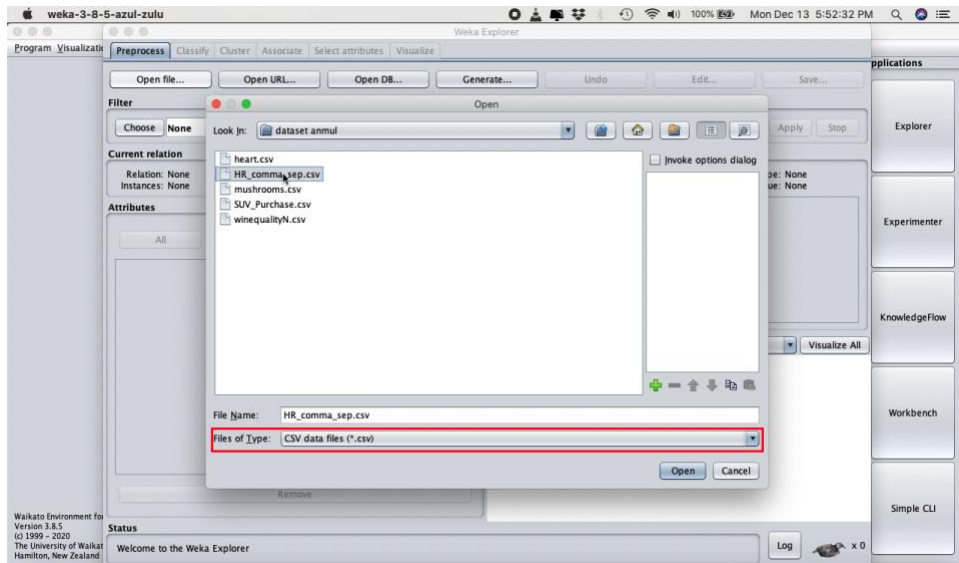 weka-3-8-5-azul-zulu 100% Mon Dec 13 5:52:32 PM
Weka Explorer
Program Visualizati
Preprocess Classify Cluster Associate Select attributes Visualize
pplications
Open file... Open URL... Open DB... Generate... Undo Edit... Save...
Filter
Open
Choose None
Look In: dataset anmul
Apply Stop
Explorer
Current relation
heart.csv
Invoke options dialog
Relation: None
HR_comma_sep.csv
pe: None
Instances: None
mushrooms.csv
ue: None
Attributes
SUV_Purchase.csv
winequalityN.csv
Experimenter
All
KnowledgeFlow
Visualize All
File Name: HR_comma_sep.csv
Workbench
Files of Type: CSV data files (*.csv)
Open Cancel
Remove
Simple CLI
Waikato Environment fo
Version 3.8.5
(c) 1999 - 2020
The University of Waikat
Hamilton, New Zealand
Status
Welcome to the Weka Explorer
Log x 0